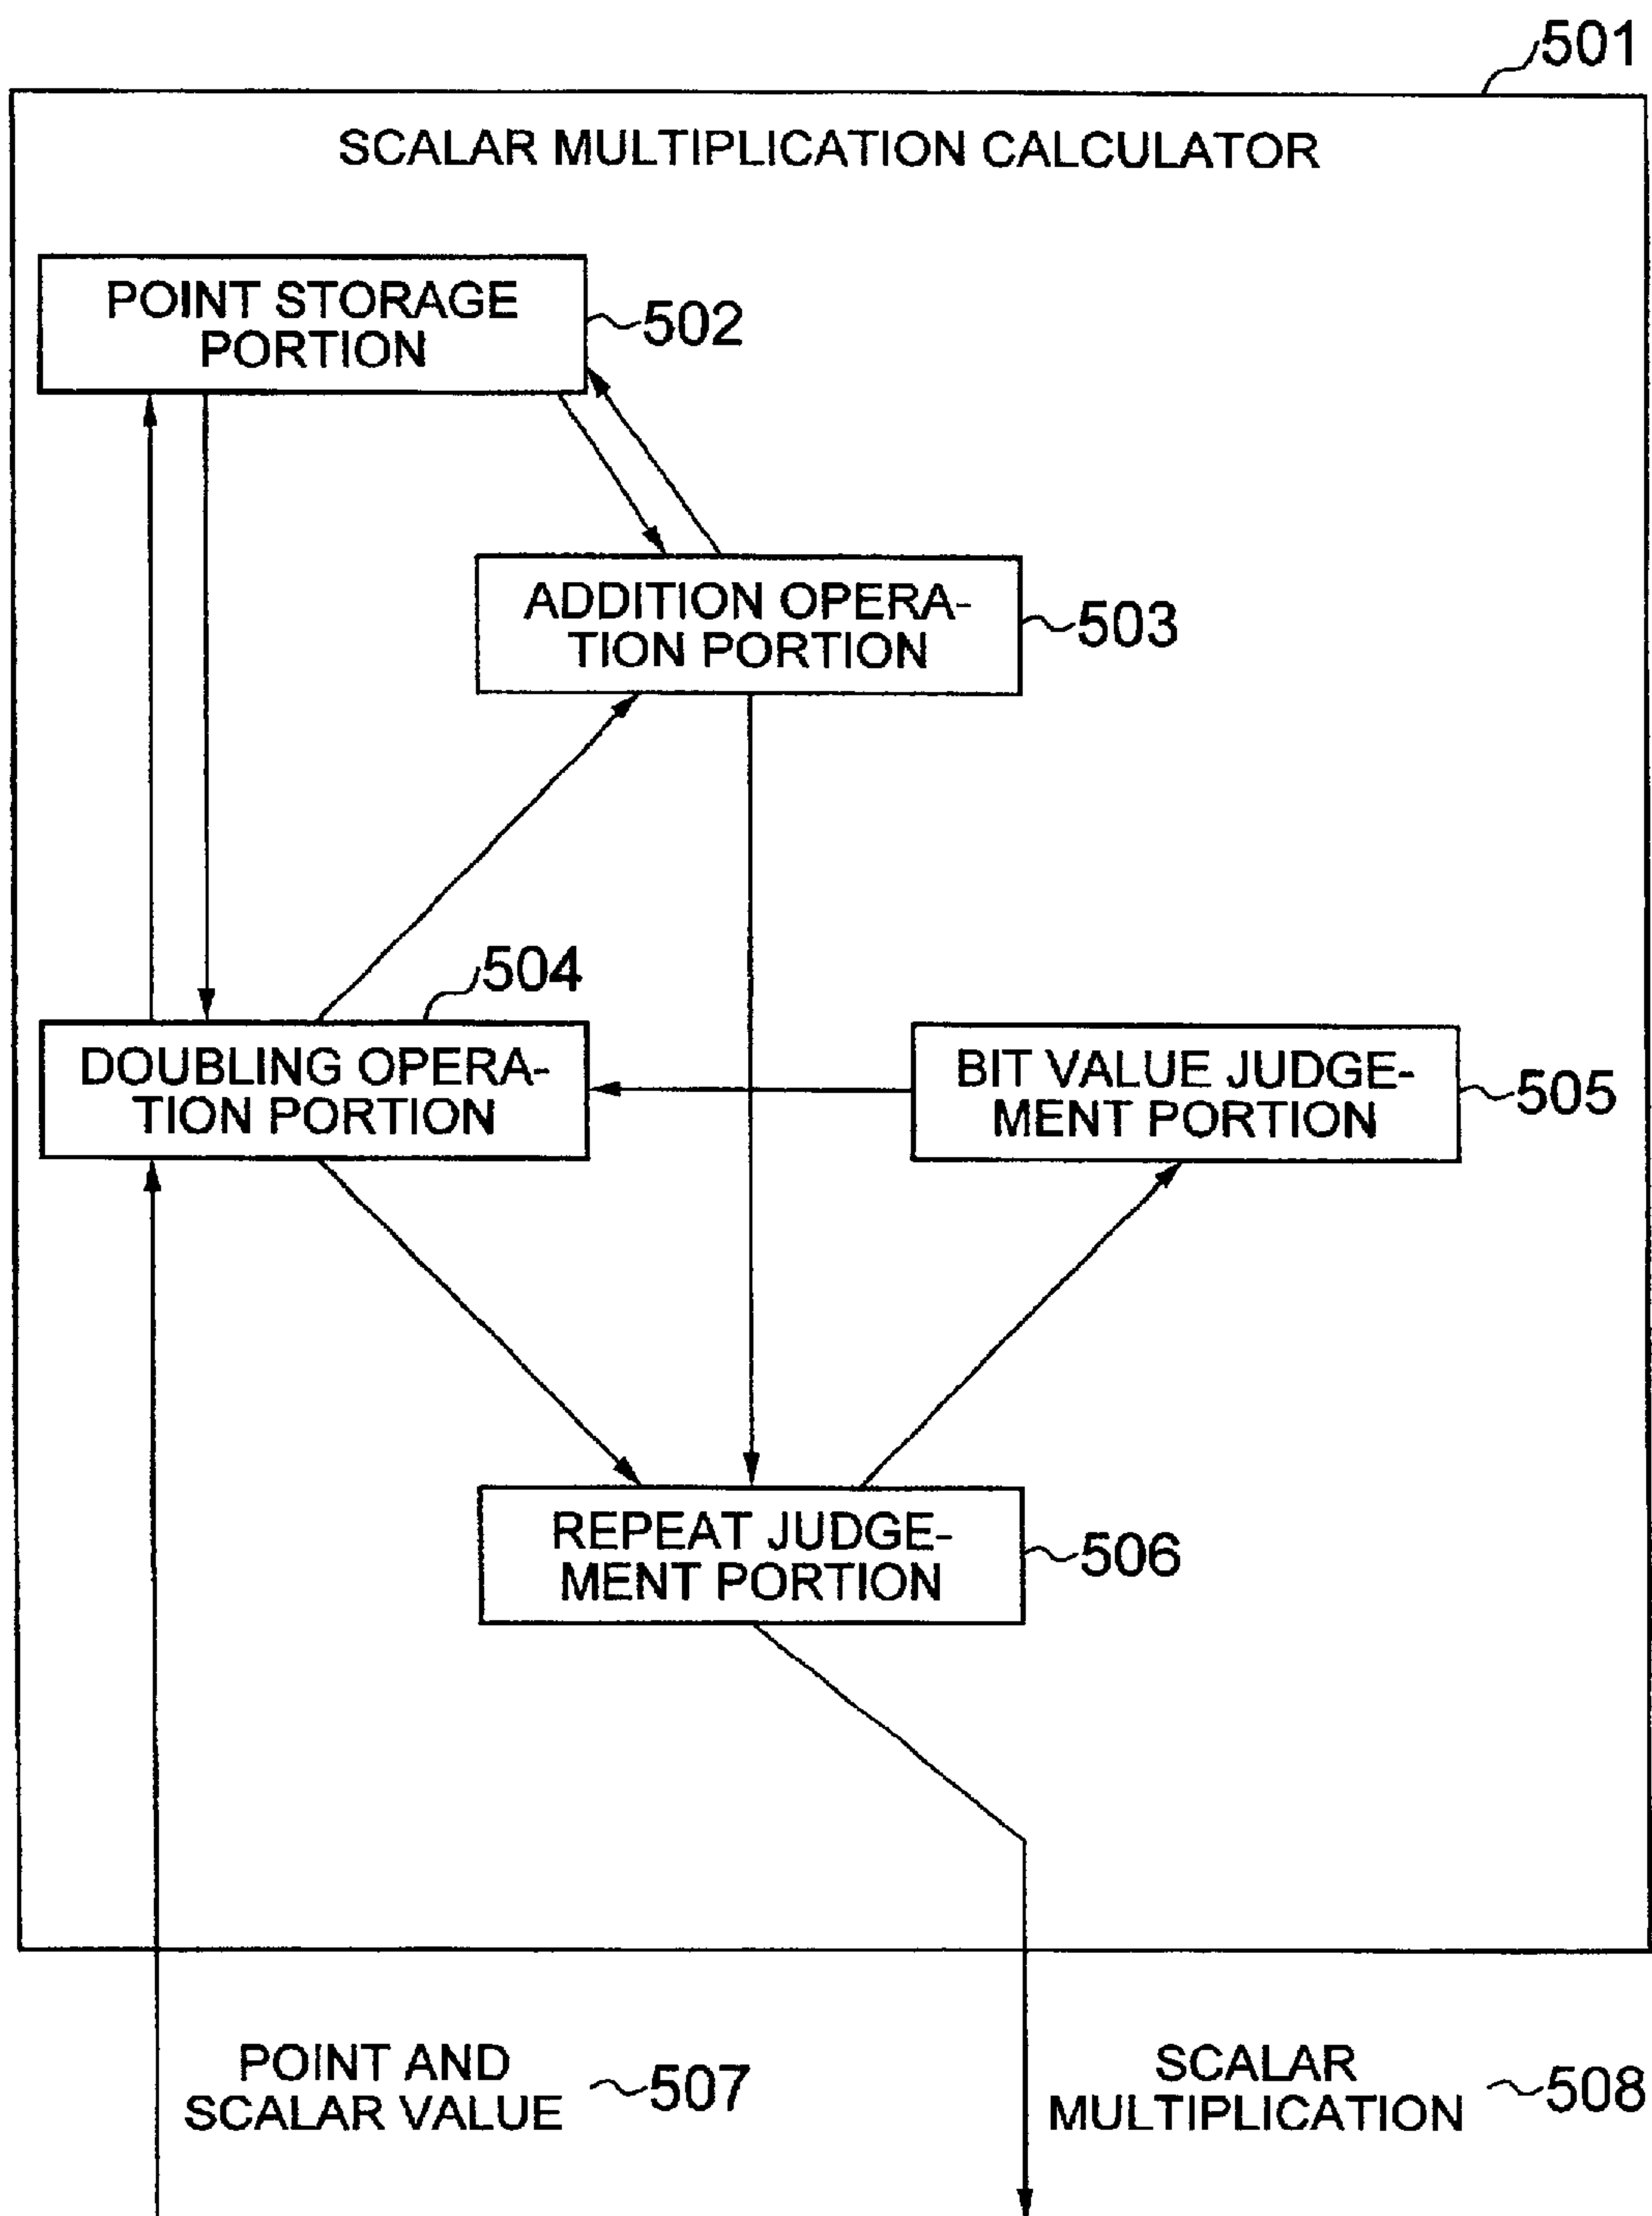 501
SCALAR MULTIPLICATION CALCULATOR
POINT STORAGE
PORTION
502
ADDITION OPERA-
TION PORTION
503
504
DOUBLING OPERA-
TION PORTION
BIT VALUE JUDGE-
MENT PORTION
505
REPEAT JUDGE-
MENT PORTION
506
POINT AND
SCALAR VALUE
507
SCALAR
MULTIPLICATION
508